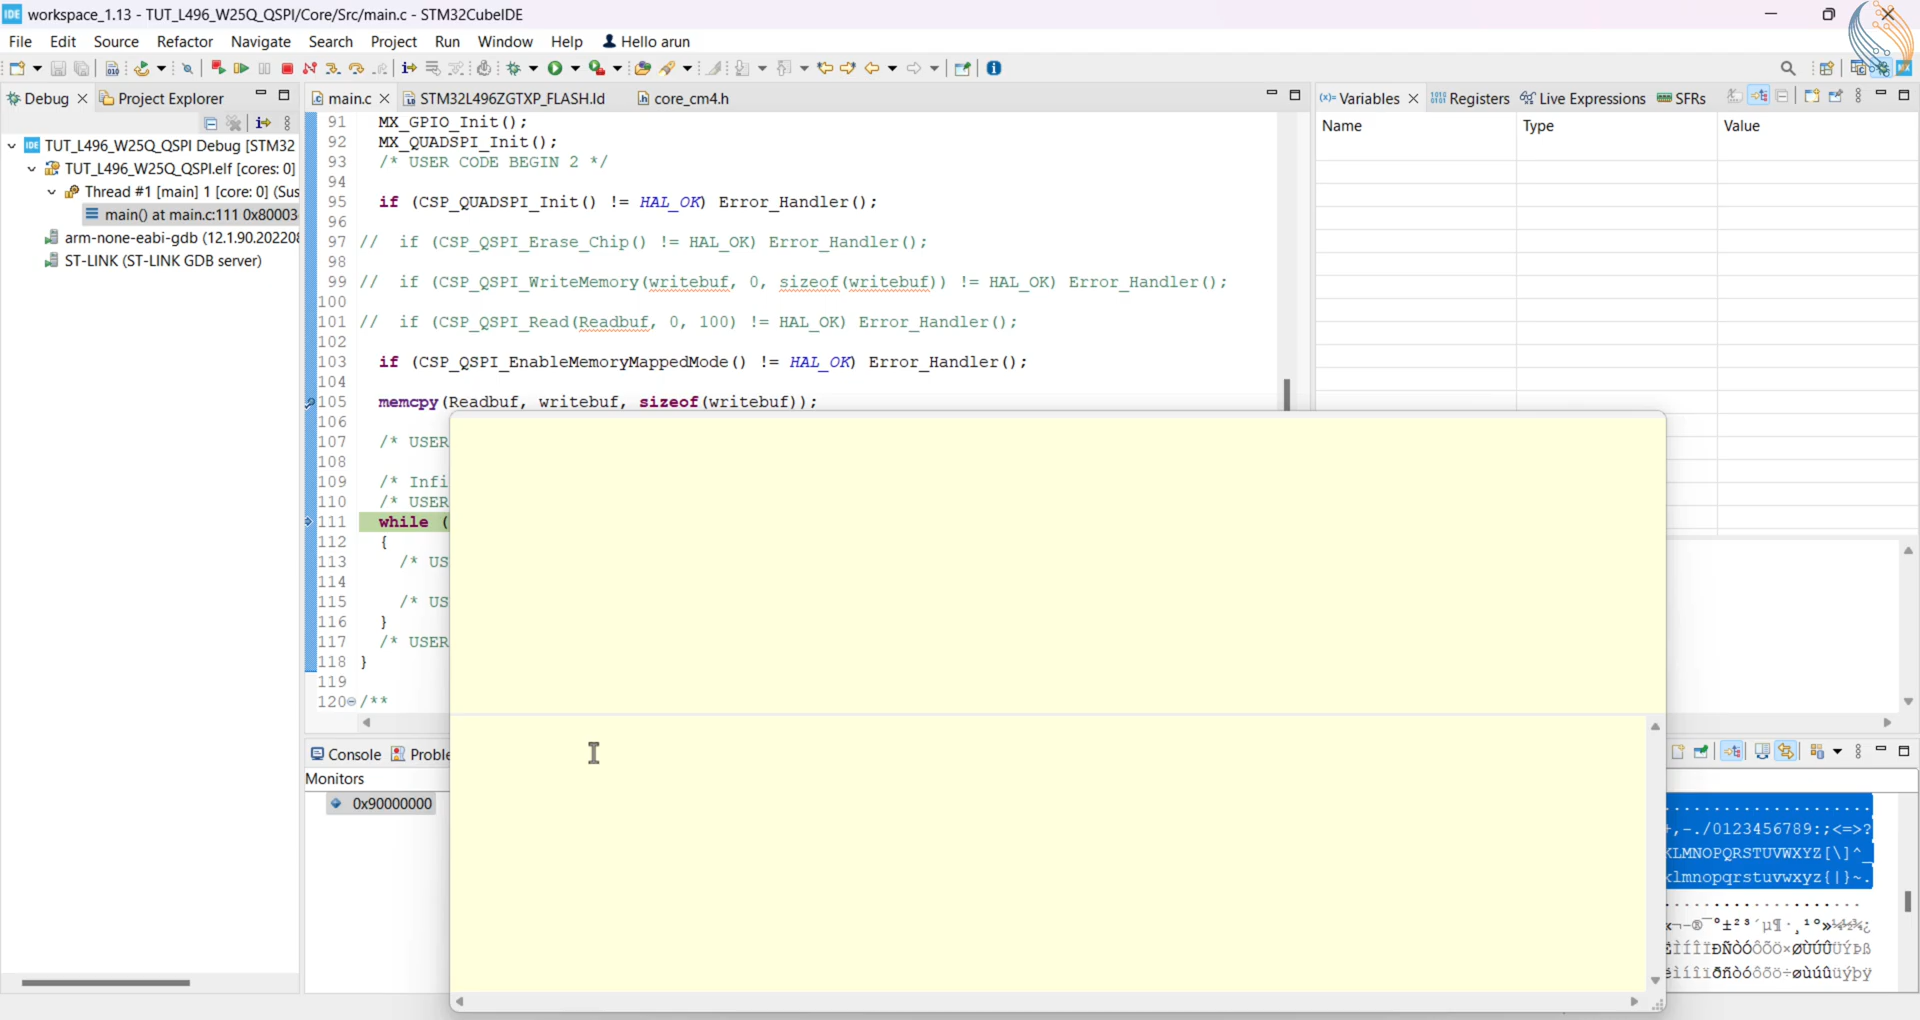 workspace_1.13 - TUT_L496_W25Q_QSPI/Core/Src/main.c - STM32CubeIDE
File Edit Source Refactor Navigate Search Project Run Window Help Hello arun
Debug Project Explorer
TUT_L496_W25Q_QSPI Debug [STM32
TUT_L496_W25Q_QSPI.elf [cores: 0]
Thread #1 [main] 1 [core: 0] (Sus
main() at main.c:111 0x80003
arm-none-eabi-gdb (12.1.90.20220
ST-LINK (ST-LINK GDB server)
main.c STM32L496ZGTXP_FLASH.ld core_cm4.h
91 MX_GPIO_Init();
92 MX_QUADSPI_Init();
93 /* USER CODE BEGIN 2 */
94
95 if (CSP_QUADSPI_Init() != HAL_OK) Error_Handler();
96
97 // if (CSP_QSPI_Erase_Chip() != HAL_OK) Error_Handler();
98
99 // if (CSP_QSPI_WriteMemory(writebuf, 0, sizeof(writebuf)) != HAL_OK) Error_Handler();
100
101 // if (CSP_QSPI_Read(Readbuf, 0, 100) != HAL_OK) Error_Handler();
102
103 if (CSP_QSPI_EnableMemoryMappedMode() != HAL_OK) Error_Handler();
104
105 memcpy(Readbuf, writebuf, sizeof(writebuf));
106
107 /* USER
108
109 /* Infi
110 /* USER
111 while (
112 {
113 /* US
114
115 /* US
116 }
117 /* USER
118 }
119
120 /**
Variables Registers Live Expressions SFRs
Name Type Value
Console Proble
Monitors
0x90000000
+,-./0123456789:;<=>?
KLMNOPQRSTUVWXYZ[\]^_
klmnopqrstuvwxyz{|}~.